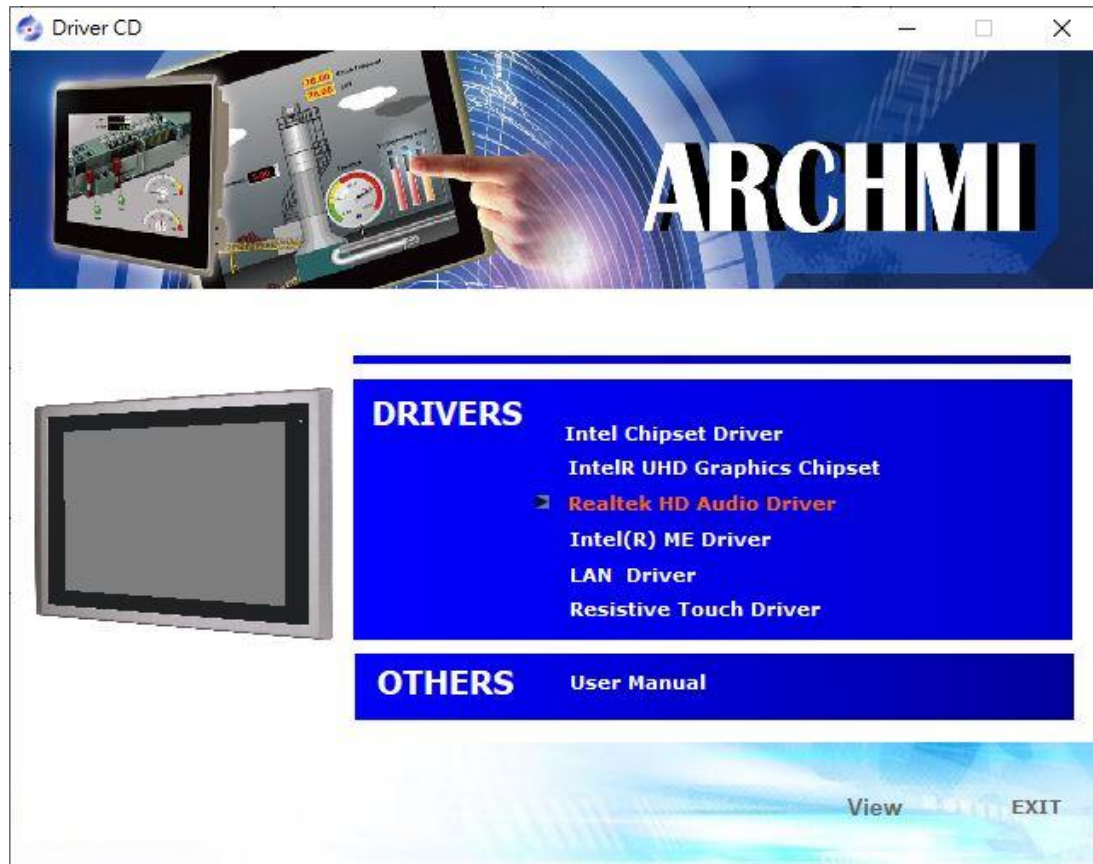 Driver CD
ARCHMI
DRIVERS
Intel Chipset Driver
IntelR UHD Graphics Chipset
Realtek HD Audio Driver
Intel(R) ME Driver
LAN Driver
Resistive Touch Driver
OTHERS
User Manual
View
EXIT